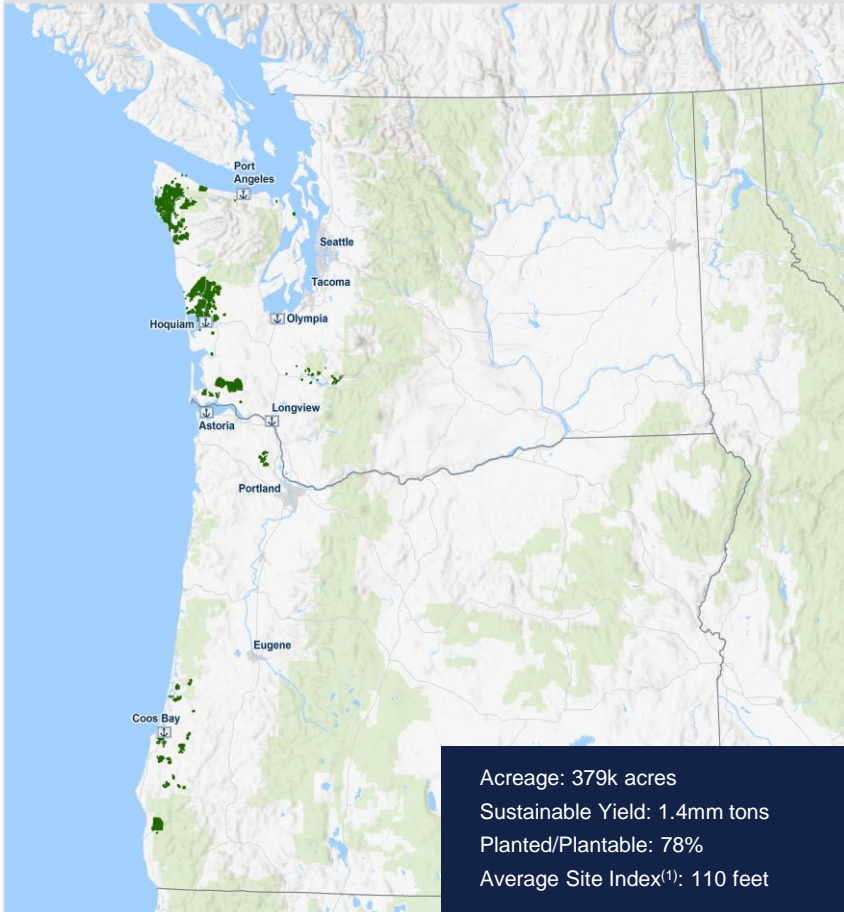 Port
Angeles
Seattle
Tacoma
Hoquiam
Olympia
Longview
Astoria
Portland
Eugene
Coos Bay
Acreage: 379k acres
Sustainable Yield: 1.4mm tons
Planted/Plantable: 78%
Average Site Index⁽¹⁾: 110 feet